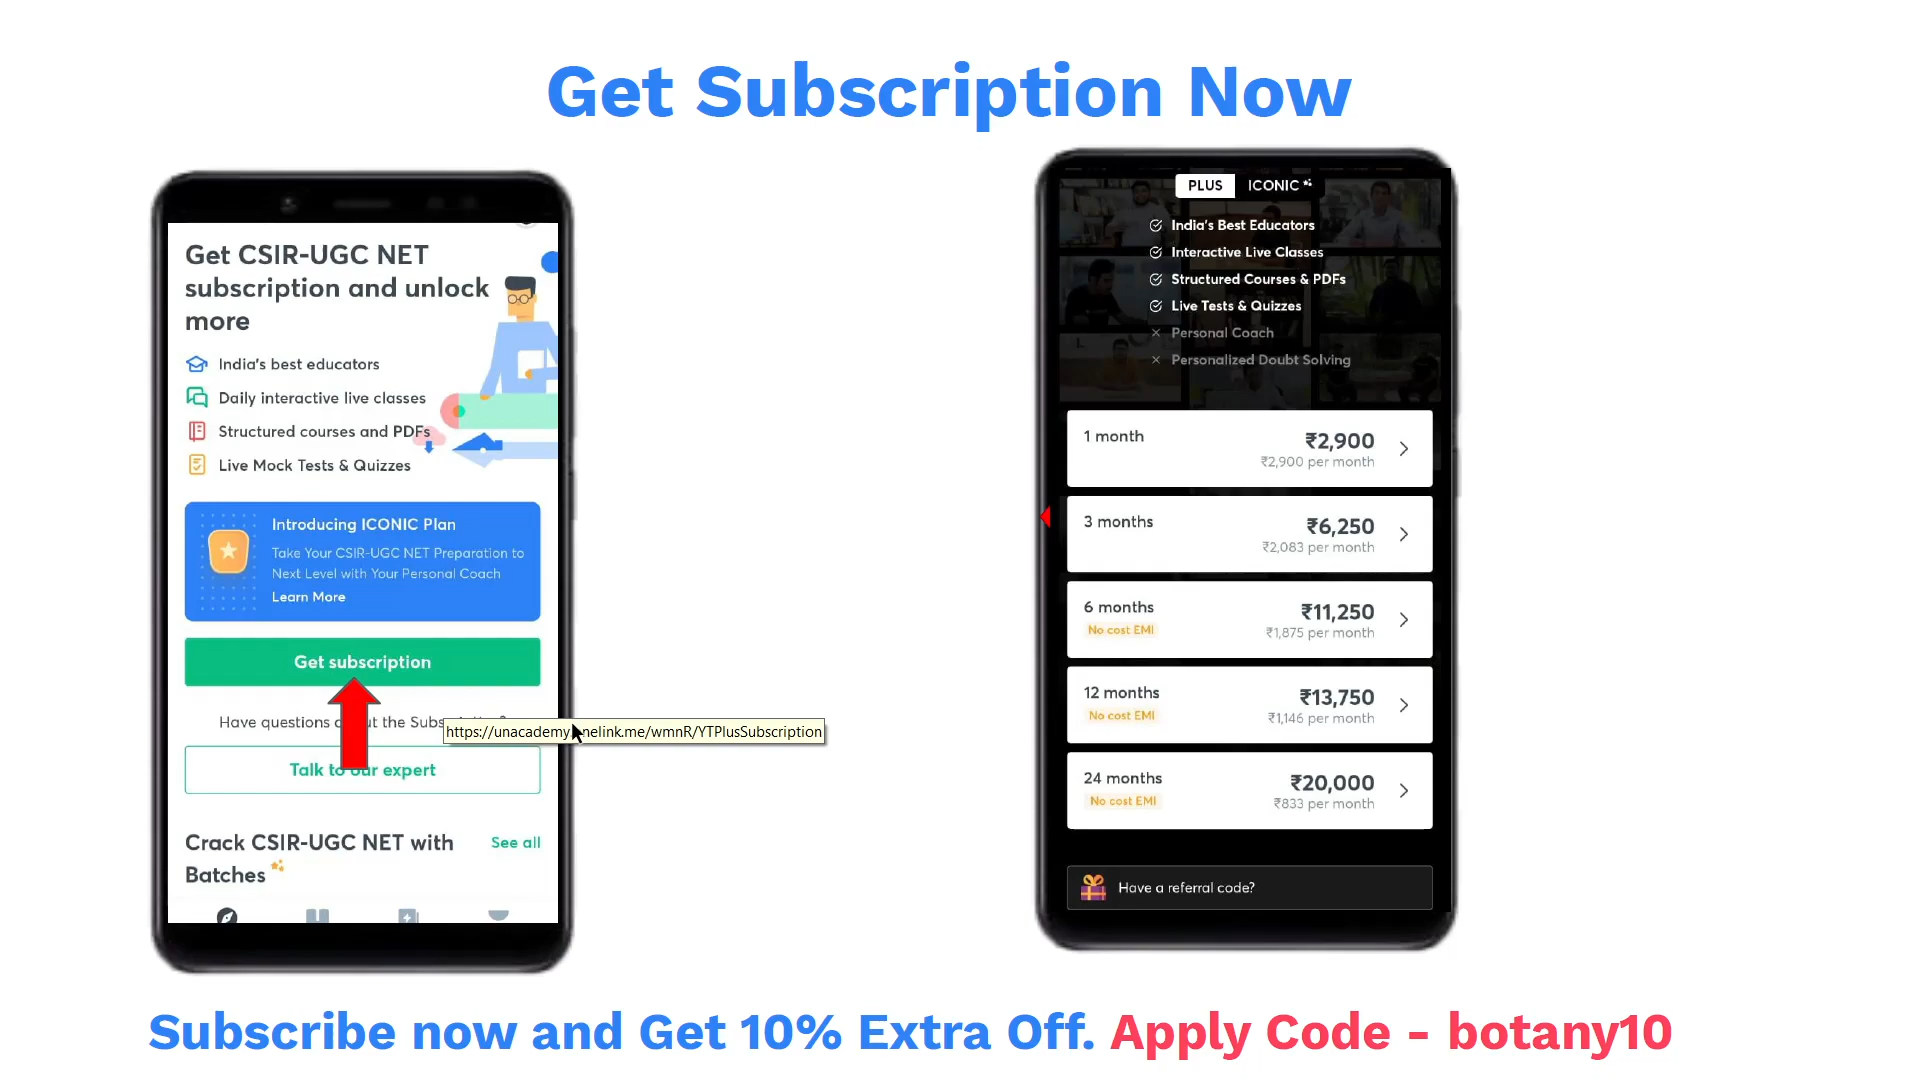 Get Subscription Now
Get CSIR-UGC NET
subscription and unlock
more
India's best educators
Daily interactive live classes
Structured courses and PDFs
Live Mock Tests & Quizzes
Introducing ICONIC Plan
Take Your CSIR-UGC NET Preparation to
Next Level with Your Personal Coach
Learn More
Get subscription
Have questions the Subs
https://unacademy. nelink.me/wmnR/YTPlusSubscription
Talk to our expert
Crack CSIR-UGC NET with
See all
Batches
PLUS ICONIC
India's Best Educators
Interactive Live Classes
Structured Courses & PDFs
Live Tests & Quizzes
Personal Coach
Personalized Doubt Solving
1 month
₹2,900
₹2,900 per month
3 months
₹6,250
₹2,083 per month
6 months
₹11,250
No cost EMI
₹1,875 per month
12 months
₹13,750
No cost EMI
₹1,146 per month
24 months
₹20,000
No cost EMI
₹833 per month
Have a referral code?
Subscribe now and Get 10% Extra Off. Apply Code - botany10